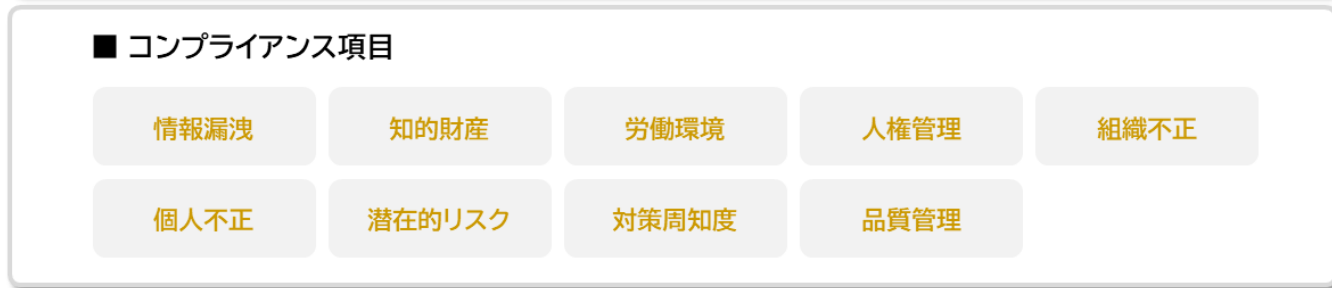 ■ コンプライアンス項目
情報漏洩 知的財産 労働環境 人権管理 組織不正
個人不正 潜在的リスク 対策周知度 品質管理